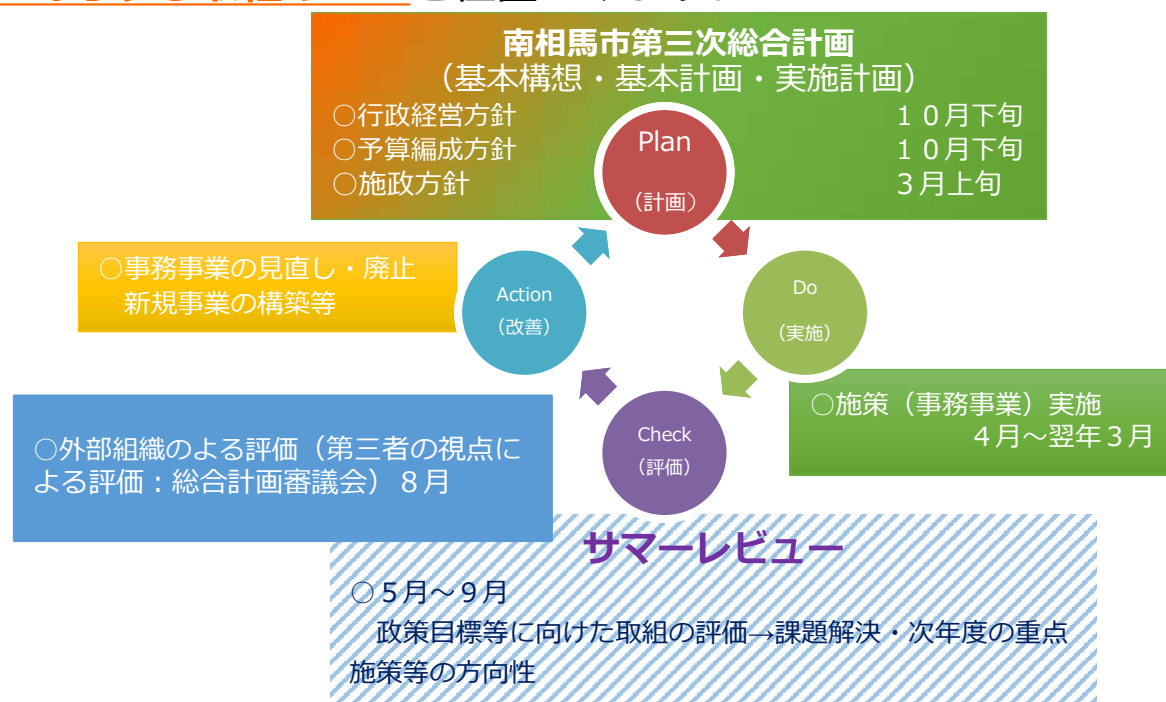 南相馬市第三次総合計画
（基本構想・基本計画・実施計画）
○行政経営方針 １０月下旬
○予算編成方針 １０月下旬
○施政方針 ３月上旬
Plan
（計画）
○事務事業の見直し・廃止
新規事業の構築等
Action
（改善）
Do
（実施）
○施策（事務事業）実施
４月～翌年３月
Check
（評価）
○外部組織のよる評価（第三者の視点に
よる評価：総合計画審議会）８月
サマーレビュー
○５月～９月
政策目標等に向けた取組の評価→課題解決・次年度の重点
施策等の方向性